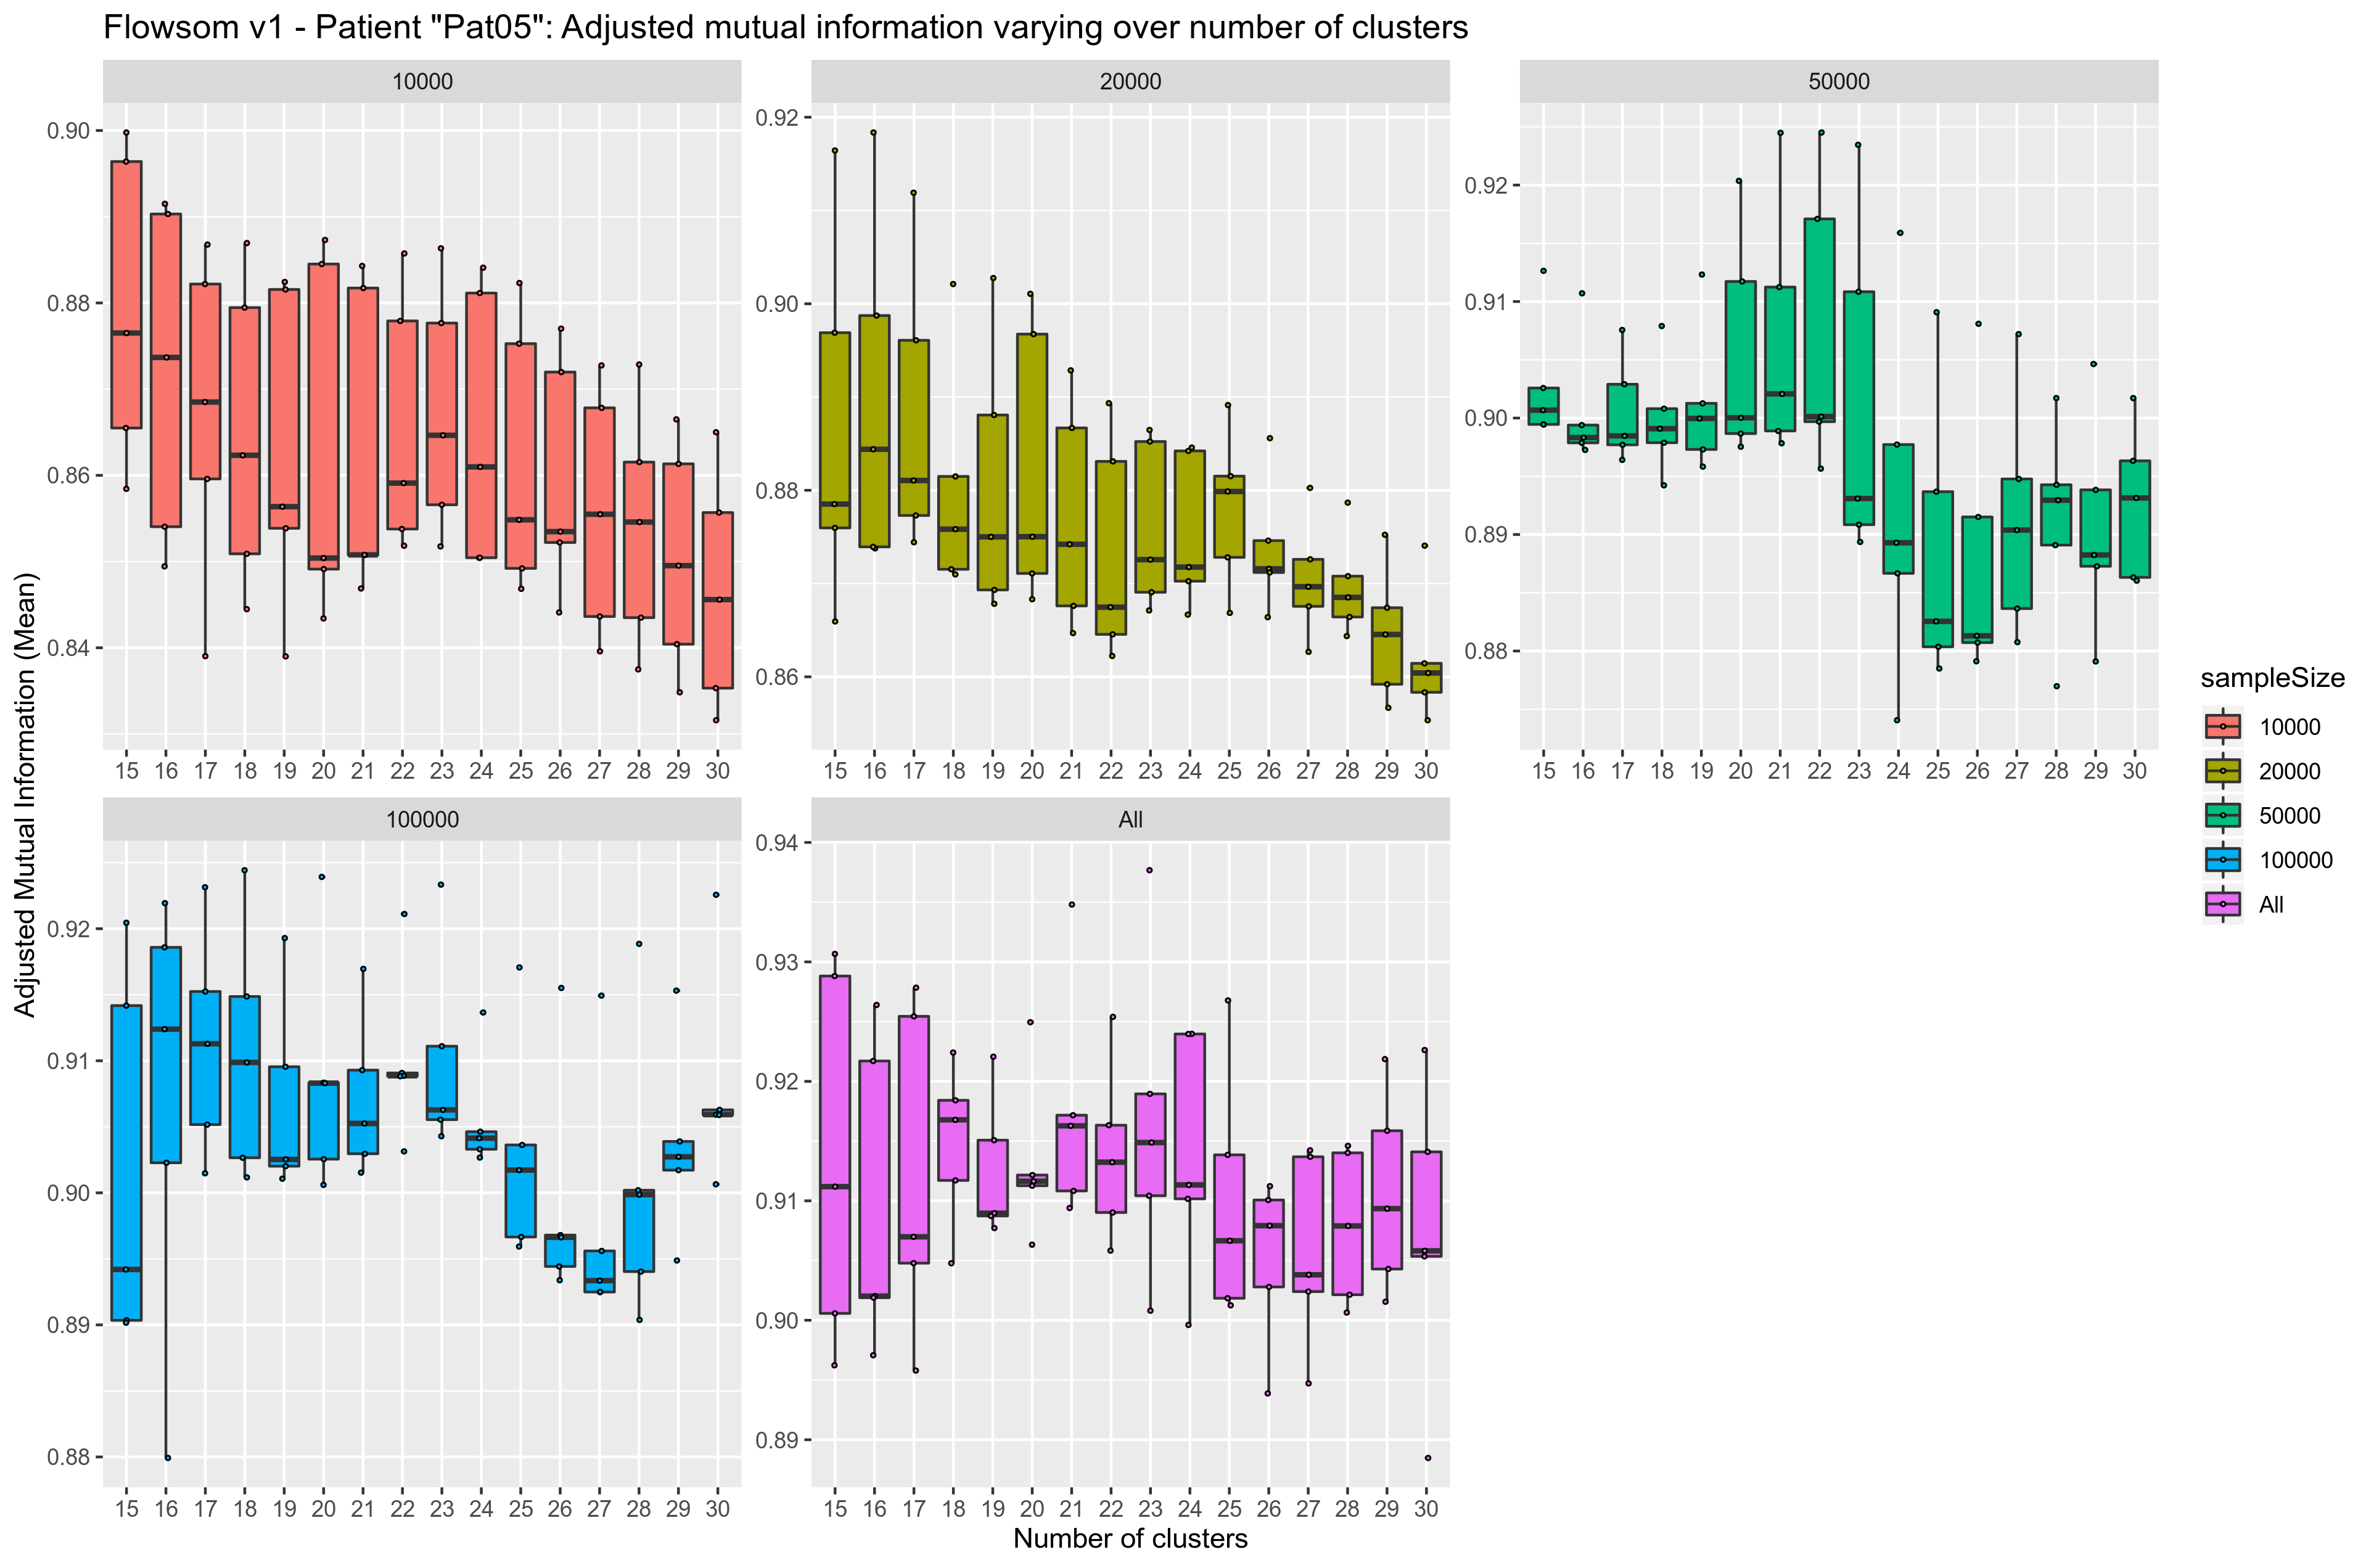 Flowsom v1 - Patient "Pat05": Adjusted mutual information varying over number of clusters
Adjusted Mutual Information (Mean)
10000
0.90
0.88
0.86
0.84
15 16 17 18 19 20 21 22 23 24 25 26 27 28 29 30
20000
0.92
0.90
0.88
0.86
15 16 17 18 19 20 21 22 23 24 25 26 27 28 29 30
50000
0.92
0.91
0.90
0.89
0.88
15 16 17 18 19 20 21 22 23 24 25 26 27 28 29 30
100000
0.92
0.91
0.90
0.89
0.88
15 16 17 18 19 20 21 22 23 24 25 26 27 28 29 30
All
0.94
0.93
0.92
0.91
0.90
0.89
15 16 17 18 19 20 21 22 23 24 25 26 27 28 29 30
Number of clusters
sampleSize
10000
20000
50000
100000
All